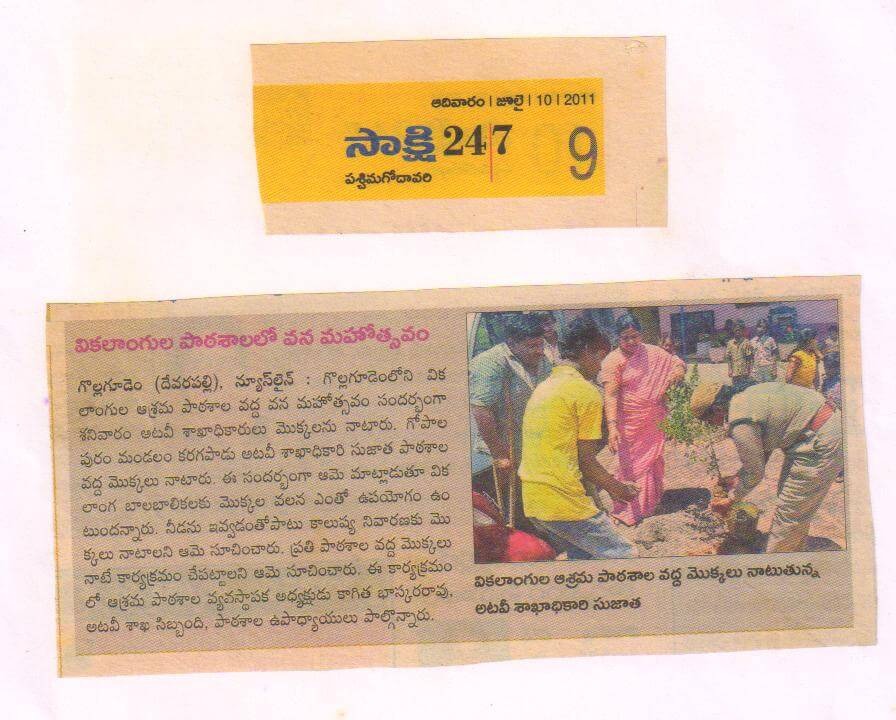 ఆదివారం | జూలై | 10 | 2011
సాక్షి 24|7
9
పశ్చిమగోదావరి
వికలాంగుల పాఠశాలలో వన మహోత్సవం
గొల్లగూడెం (దేవరపల్లి), న్యూస్‌లైన్ : గొల్లగూడెంలోని విక
లాంగుల ఆశ్రమ పాఠశాల వద్ద వన మహోత్సవం సందర్భంగా
శనివారం అటవీ శాఖాధికారులు మొక్కలను నాటారు. గోపాల
పురం మండలం కరగపాడు అటవీ శాఖాధికారి సుజాత పాఠశాల
వద్ద మొక్కలు నాటారు. ఈ సందర్భంగా ఆమె మాట్లాడుతూ విక
లాంగ బాలబాలికలకు మొక్కల వలన ఎంతో ఉపయోగం ఉం
టుందన్నారు. నీడను ఇవ్వడంతోపాటు కాలుష్య నివారణకు మొ
క్కలు నాటాలని ఆమె సూచించారు. ప్రతి పాఠశాల వద్ద మొక్కలు
నాటే కార్యక్రమం చేపట్టాలని ఆమె సూచించారు. ఈ కార్యక్రమం
లో ఆశ్రమ పాఠశాల వ్యవస్థాపక అధ్యక్షుడు కాగిత భాస్కరరావు,
అటవీ శాఖ సిబ్బంది, పాఠశాల ఉపాధ్యాయులు పాల్గొన్నారు.
వికలాంగుల ఆశ్రమ పాఠశాల వద్ద మొక్కలు నాటుతున్న
అటవీ శాఖాధికారి సుజాత